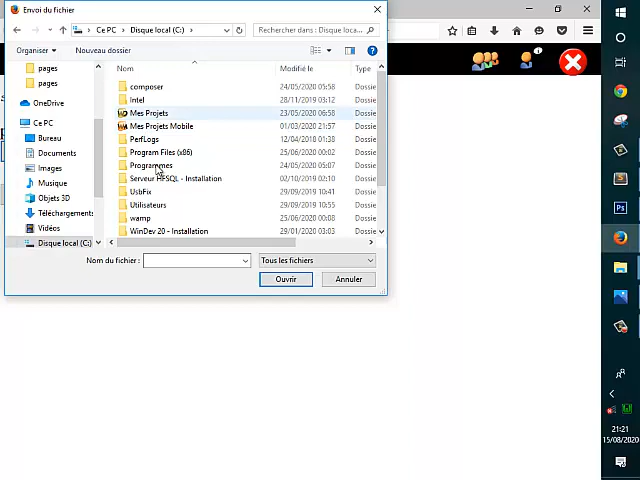 Envoi du fichier
Ce PC > Disque local (C:) >
Rechercher dans : Disque loca...
Organiser
Nouveau dossier
Nom
Modifié le
Type
pages
pages
OneDrive
Ce PC
Bureau
Documents
Images
Musique
Objets 3D
Téléchargements
Vidéos
Disque local (C:)
composer 24/05/2020 05:58 Dossie
Intel 28/11/2019 03:12 Dossie
Mes Projets 23/05/2020 06:58 Dossie
Mes Projets Mobile 01/03/2020 21:57 Dossie
PerfLogs 12/04/2018 01:38 Dossie
Program Files (x86) 25/06/2020 00:02 Dossie
Programmes 24/05/2020 05:07 Dossie
Serveur HFSQL - Installation 02/10/2019 02:10 Dossie
UsbFix 29/09/2019 10:41 Dossie
Utilisateurs 29/09/2019 10:55 Dossie
wamp 25/06/2020 00:08 Dossie
WinDev 20 - Installation 29/01/2020 03:03 Dossie
Nom du fichier :
Tous les fichiers
Ouvrir
Annuler
Ps
21:21
15/08/2020